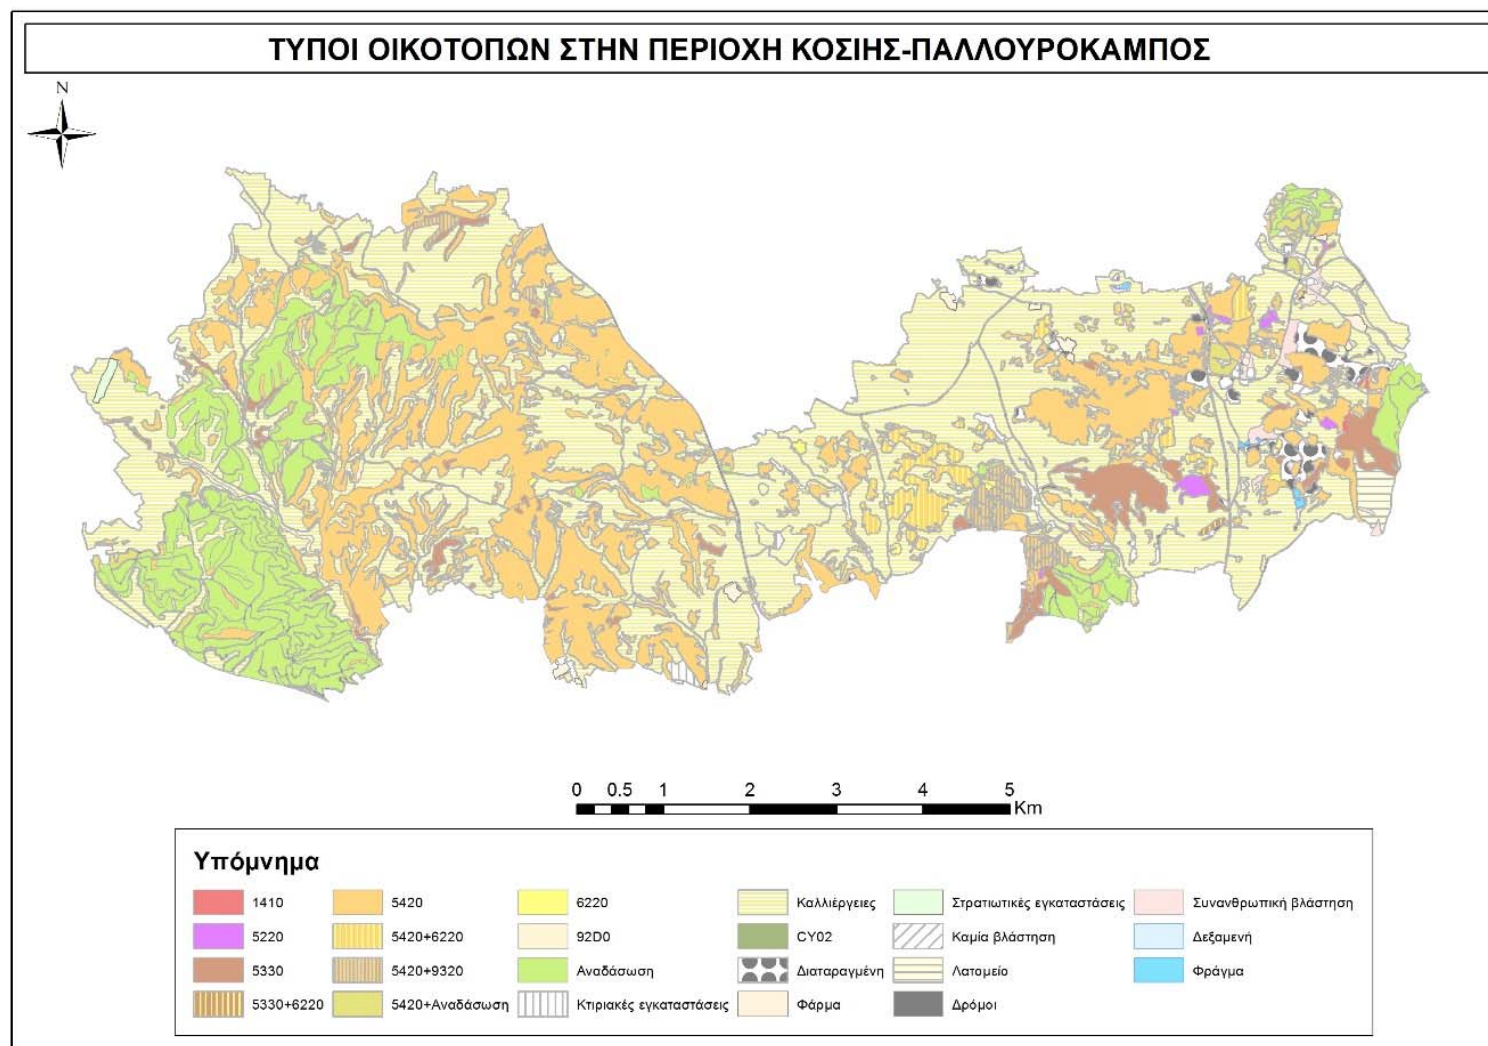 ΤΥΠΟΙ ΟΙΚΟΤΟΠΩΝ ΣΤΗΝ ΠΕΡΙΟΧΗ ΚΟΣΙΗΣ-ΠΑΛΛΟΥΡΟΚΑΜΠΟΣ
N
0 0.5 1 2 3 4 5
Km
Υπόμνημα
1410 5420 6220 Καλλιέργειες Στρατιωτικές εγκαταστάσεις Συνανθρωπική βλάστηση
5220 5420+6220 92D0 CY02 Καμία βλάστηση Δεξαμενή
5330 5420+9320 Αναδάσωση Διαταραγμένη Λατομείο Φράγμα
5330+6220 5420+Αναδάσωση Κτιριακές εγκαταστάσεις Φάρμα Δρόμοι